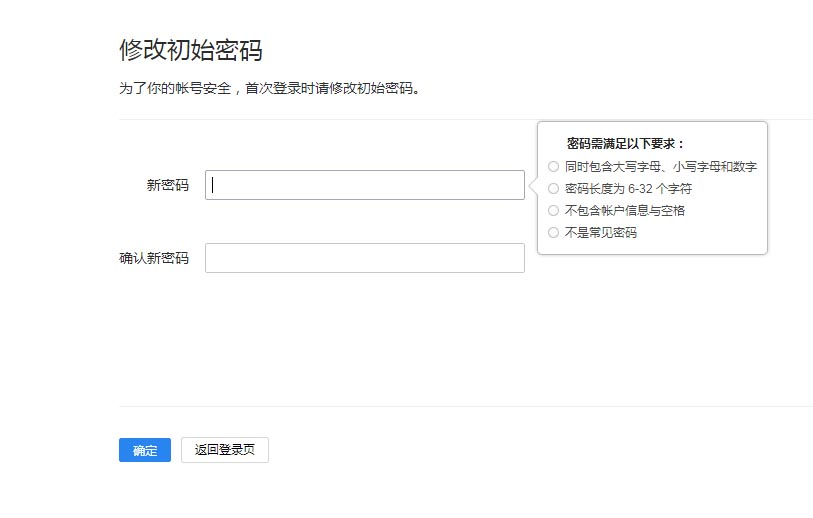 修改初始密码
为了你的帐号安全，首次登录时请修改初始密码。
密码需满足以下要求：
同时包含大写字母、小写字母和数字
新密码
密码长度为 6-32 个字符
不包含帐户信息与空格
不是常见密码
确认新密码
确定
返回登录页